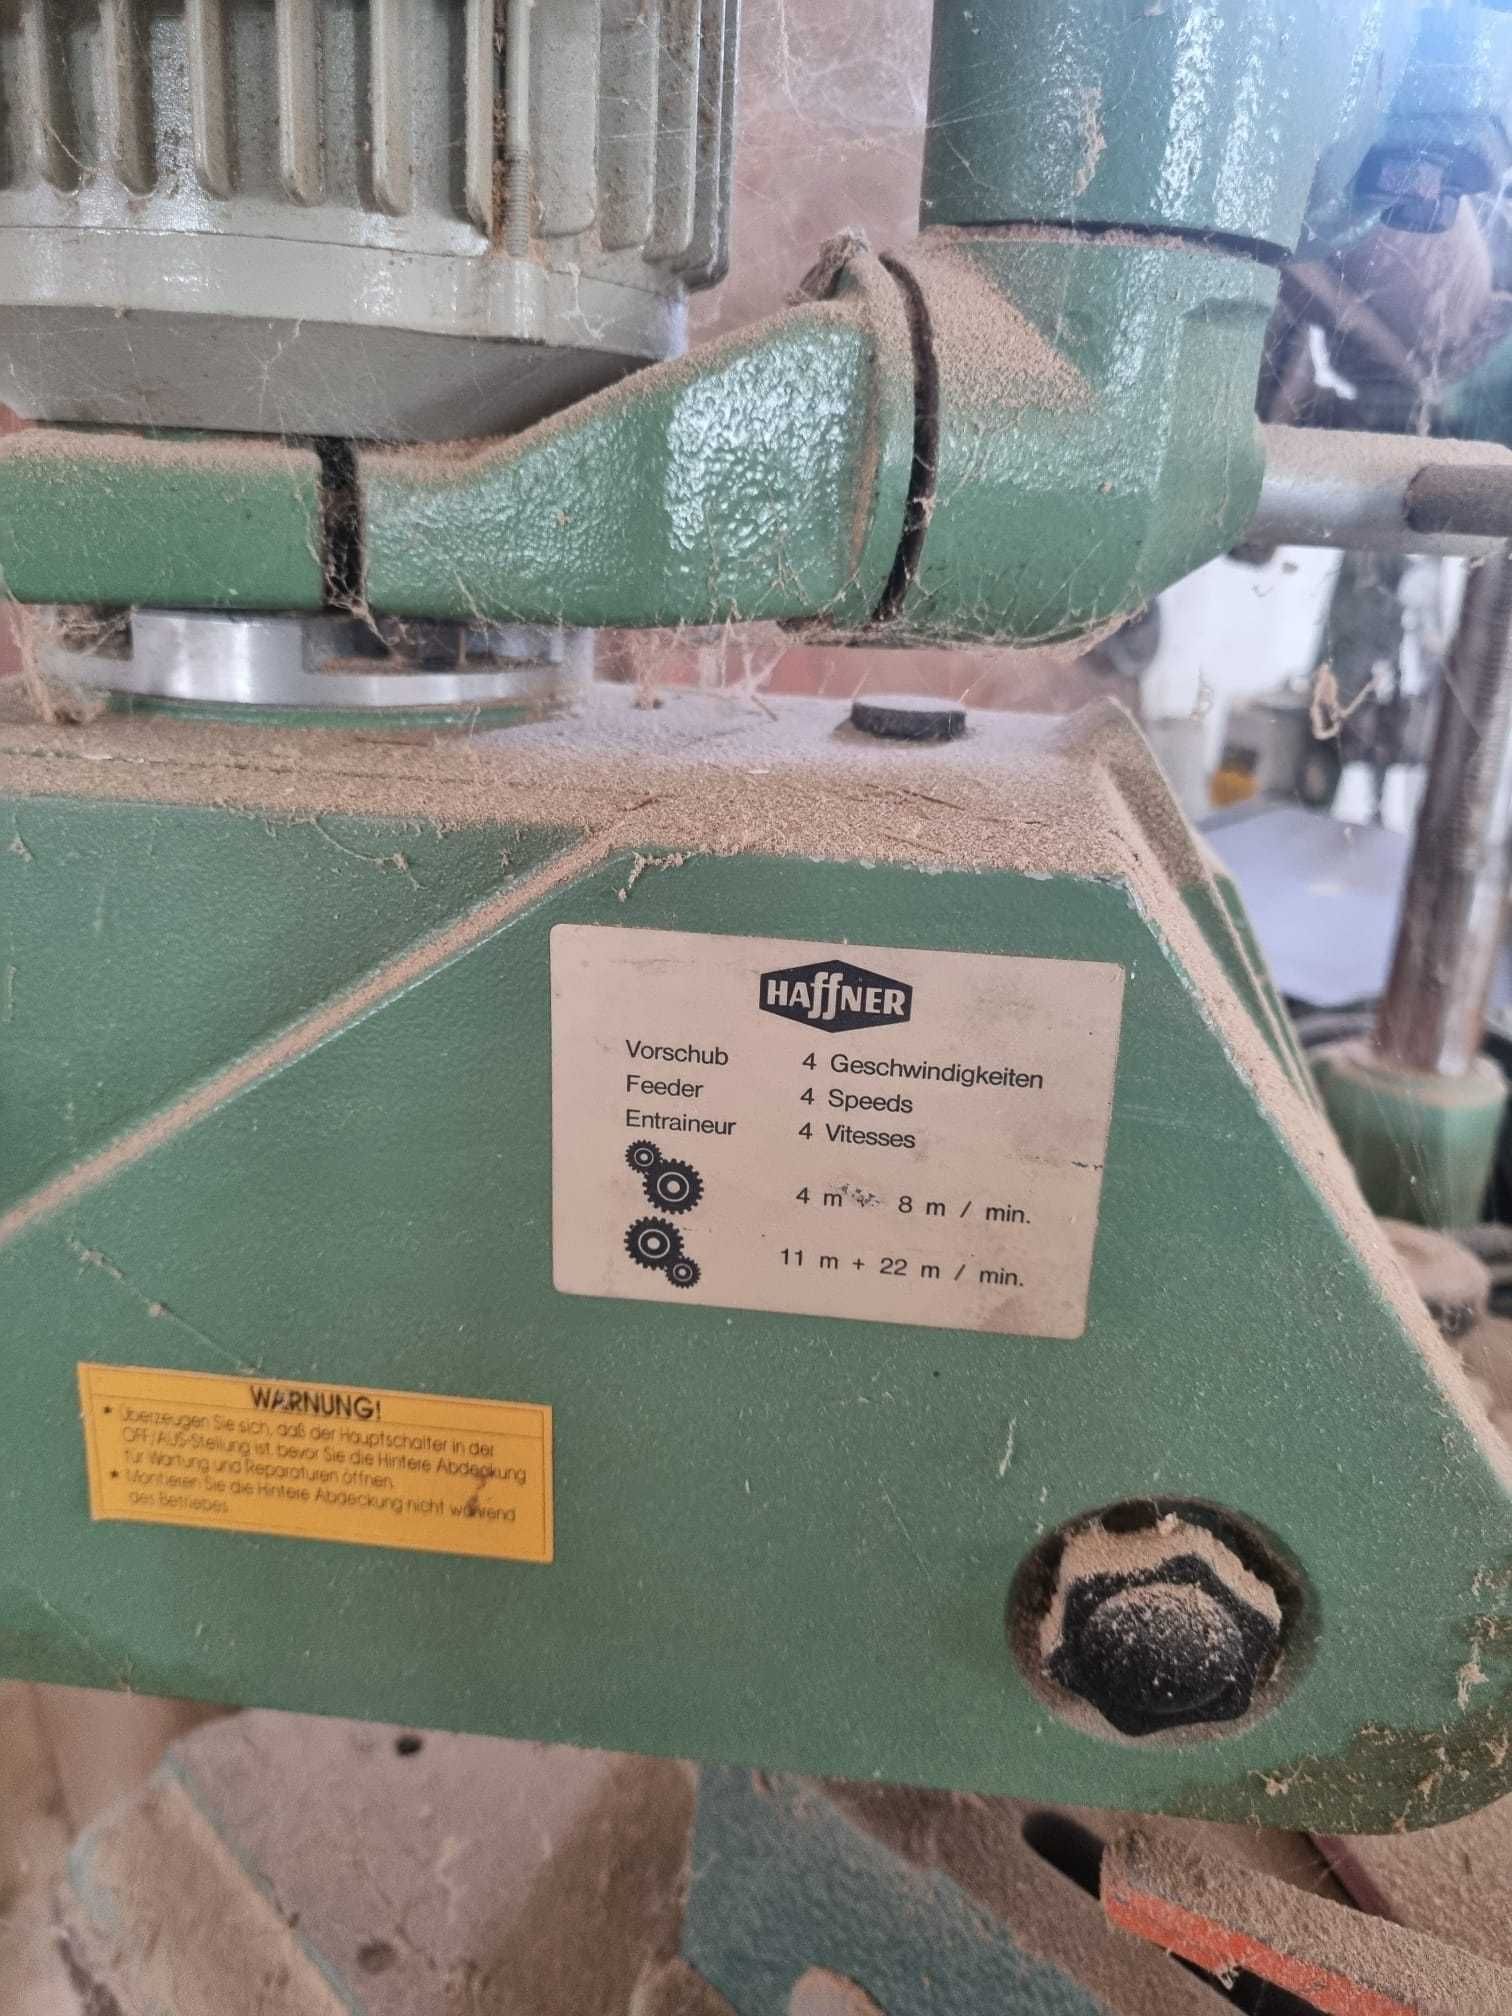 HAffNER
Vorschub 4 Geschwindigkeiten
Feeder 4 Speeds
Entraineur 4 Vitesses
4 m 8 m / min.
11 m + 22 m / min.
WARNUNG!
* Überzeugen Sie sich, daß der Hauptschalter in der
OFF/AUS-Stellung ist, bevor Sie die Hintere Abdeckung
für Wartung und Reparaturen öffnen.
* Montieren Sie die Hintere Abdeckung nicht während
des Betriebes.